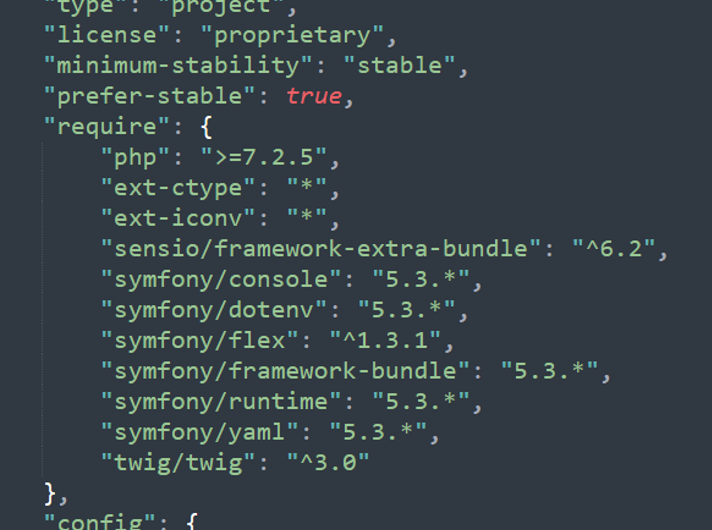 "type": "project",
"license": "proprietary",
"minimum-stability": "stable",
"prefer-stable": true,
"require": {
"php": ">=7.2.5",
"ext-ctype": "*",
"ext-iconv": "*",
"sensio/framework-extra-bundle": "^6.2",
"symfony/console": "5.3.*",
"symfony/dotenv": "5.3.*",
"symfony/flex": "^1.3.1",
"symfony/framework-bundle": "5.3.*",
"symfony/runtime": "5.3.*",
"symfony/yaml": "5.3.*",
"twig/twig": "^3.0"
},
"config": {